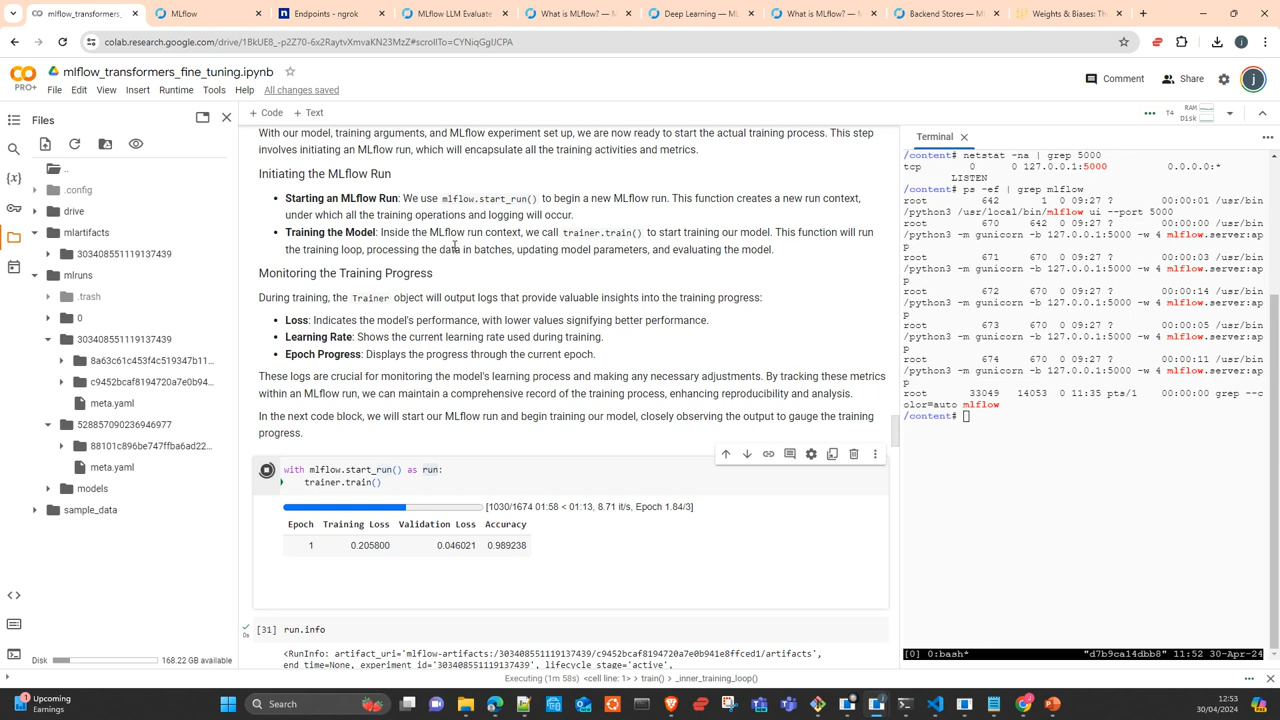 mlflow_transformers_
MLflow
Endpoints - ngrok
MLflow LLM Evaluate
What is MLflow? —
Deep Learning — ML
What is MLflow? —
Backend Stores — ML
Weights & Biases: Th
colab.research.google.com/drive/1BkUE8_-p2Z70-6x2RaytvXmvaKN23MzZ#scrollTo=CYNiqGgIJCPA
mlflow_transformers_fine_tuning.ipynb
PRO+
File Edit View Insert Runtime Tools Help All changes saved
Comment Share
Files
+ Code + Text
T4 RAM Disk
..
.config
drive
mlartifacts
303408551119137439
mlruns
.trash
0
303408551119137439
8a63c61c453f4c519347b11...
c9452bcaf8194720a7e0b94...
meta.yaml
528857090236946977
88101c896be747ffba6ad22...
meta.yaml
models
sample_data
Disk 168.22 GB available
With our model, training arguments, and MLflow experiment set up, we are now ready to start the actual training process. This step
involves initiating an MLflow run, which will encapsulate all the training activities and metrics.
Initiating the MLflow Run
Starting an MLflow Run: We use mlflow.start_run() to begin a new MLflow run. This function creates a new run context,
under which all the training operations and logging will occur.
Training the Model: Inside the MLflow run context, we call trainer.train() to start training our model. This function will run
the training loop, processing the data in batches, updating model parameters, and evaluating the model.
Monitoring the Training Progress
During training, the Trainer object will output logs that provide valuable insights into the training progress:
Loss: Indicates the model's performance, with lower values signifying better performance.
Learning Rate: Shows the current learning rate used during training.
Epoch Progress: Displays the progress through the current epoch.
These logs are crucial for monitoring the model's learning process and making any necessary adjustments. By tracking these metrics
within an MLflow run, we can maintain a comprehensive record of the training process, enhancing reproducibility and analysis.
In the next code block, we will start our MLflow run and begin training our model, closely observing the output to gauge the training
progress.
with mlflow.start_run() as run:
trainer.train()
[1030/1674 01:58 < 01:13, 8.71 it/s, Epoch 1.84/3]
Epoch Training Loss Validation Loss Accuracy
1 0.205800 0.046021 0.989238
[31] run.info
0s
<RunInfo: artifact_uri='mlflow-artifacts:/303408551119137439/c9452bcaf8194720a7e0b941e8ffced1/artifacts',
end_time=None, experiment_id='303408551119137439', lifecycle_stage='active',
Executing (1m 58s) <cell line: 1> > train() > _inner_training_loop()
Terminal
/content# netstat -na | grep 5000
tcp 0 0 127.0.0.1:5000 0.0.0.0:*
LISTEN
/content# ps -ef | grep mlflow
root 642 1 0 09:27 ? 00:00:01 /usr/bin
/python3 /usr/local/bin/mlflow ui --port 5000
root 670 642 0 09:27 ? 00:00:00 /usr/bin
/python3 -m gunicorn -b 127.0.0.1:5000 -w 4 mlflow.server:ap
p
root 671 670 0 09:27 ? 00:00:03 /usr/bin
/python3 -m gunicorn -b 127.0.0.1:5000 -w 4 mlflow.server:ap
p
root 672 670 0 09:27 ? 00:00:14 /usr/bin
/python3 -m gunicorn -b 127.0.0.1:5000 -w 4 mlflow.server:ap
p
root 673 670 0 09:27 ? 00:00:05 /usr/bin
/python3 -m gunicorn -b 127.0.0.1:5000 -w 4 mlflow.server:ap
p
root 674 670 0 09:27 ? 00:00:11 /usr/bin
/python3 -m gunicorn -b 127.0.0.1:5000 -w 4 mlflow.server:ap
p
root 33049 14053 0 11:35 pts/1 00:00:00 grep --c
olor=auto mlflow
/content#
[0] 0:bash* "d7b9ca14dbb8" 11:52 30-Apr-24
Upcoming
Earnings
Search
12:53
30/04/2024